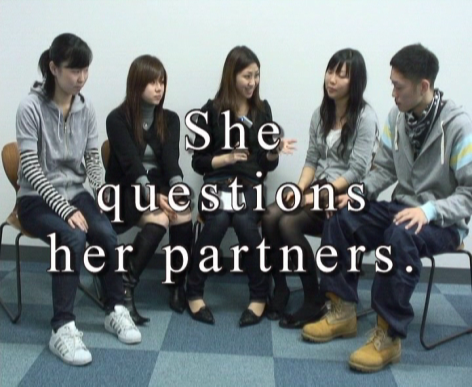 She
questions
her partners.